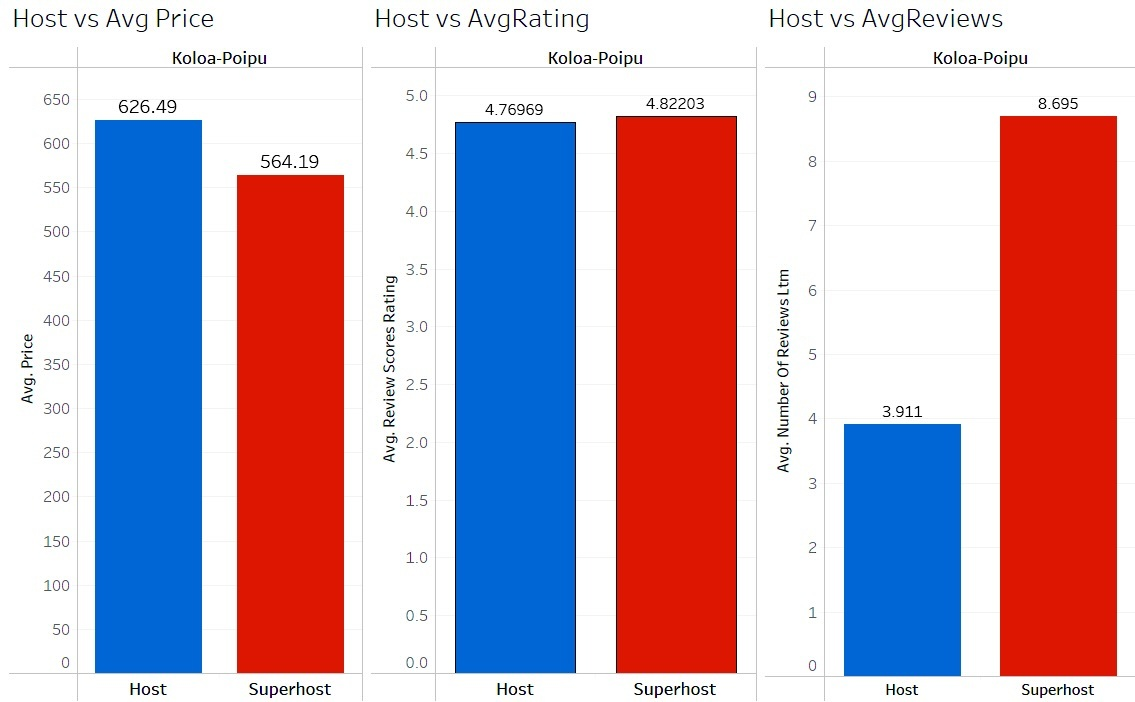 Host vs Avg Price
Koloa-Poipu
Avg. Price
650
600
550
500
450
400
350
300
250
200
150
100
50
0
626.49
564.19
Host
Superhost
Host vs AvgRating
Koloa-Poipu
Avg. Review Scores Rating
5.0
4.5
4.0
3.5
3.0
2.5
2.0
1.5
1.0
0.5
0.0
4.76969
4.82203
Host
Superhost
Host vs AvgReviews
Koloa-Poipu
Avg. Number Of Reviews Ltm
9
8
7
6
5
4
3
2
1
0
3.911
8.695
Host
Superhost